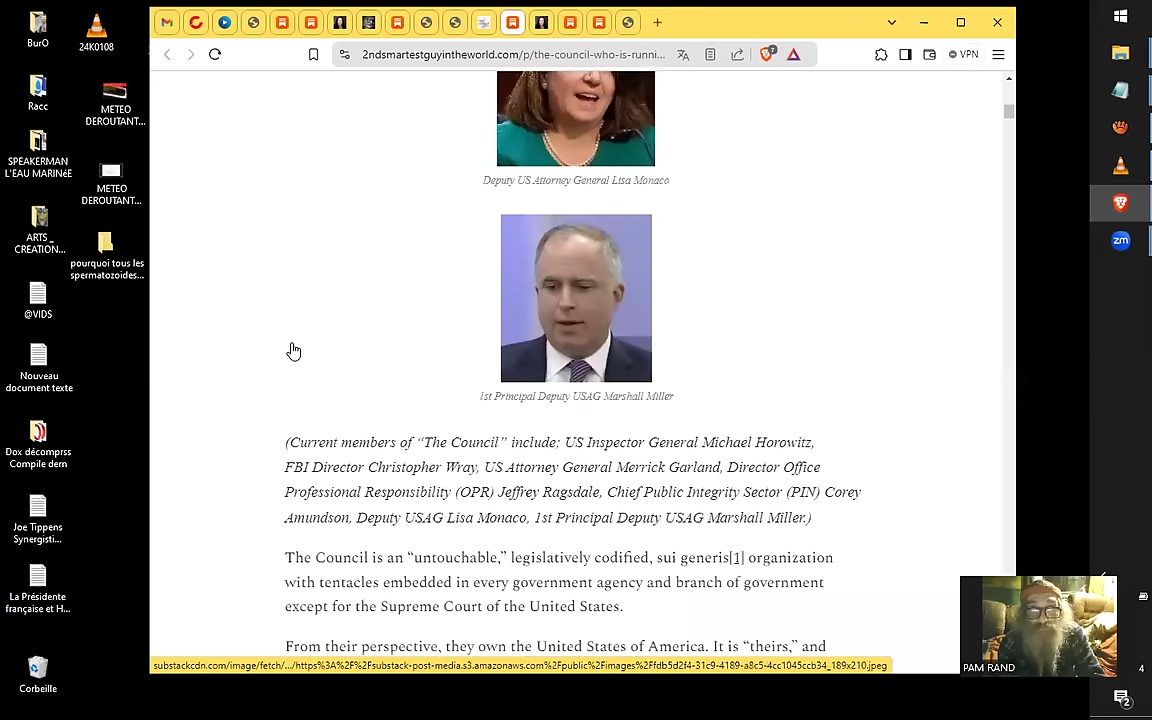 BurO
24K0108
Racc
METEO
DEROUTANT...
SPEAKERMAN
L'EAU MARINéE
METEO
DEROUTANT...
ARTS _
CREATION...
pourquoi tous les
spermatozoides...
@VIDS
Nouveau
document texte
Dox décomprss
Compile dern
Joe Tippens
Synergisti...
La Présidente
française et H...
Corbeille
2ndsmartestguyintheworld.com/p/the-council-who-is-runni...
7
VPN
Deputy US Attorney General Lisa Monaco
1st Principal Deputy USAG Marshall Miller
(Current members of “The Council” include; US Inspector General Michael Horowitz,
FBI Director Christopher Wray, US Attorney General Merrick Garland, Director Office
Professional Responsibility (OPR) Jeffrey Ragsdale, Chief Public Integrity Sector (PIN) Corey
Amundson, Deputy USAG Lisa Monaco, 1st Principal Deputy USAG Marshall Miller.)
The Council is an “untouchable,” legislatively codified, sui generis[1] organization
with tentacles embedded in every government agency and branch of government
except for the Supreme Court of the United States.
From their perspective, they own the United States of America. It is “theirs,” and
substackcdn.com/image/fetch/.../https%3A%2F%2Fsubstack-post-media.s3.amazonaws.com%2Fpublic%2Fimages%2Ffdb5d2f4-31c9-4189-a8c5-4cc1045ccb34_189x210.jpeg
PAM RAND
zm
4
2